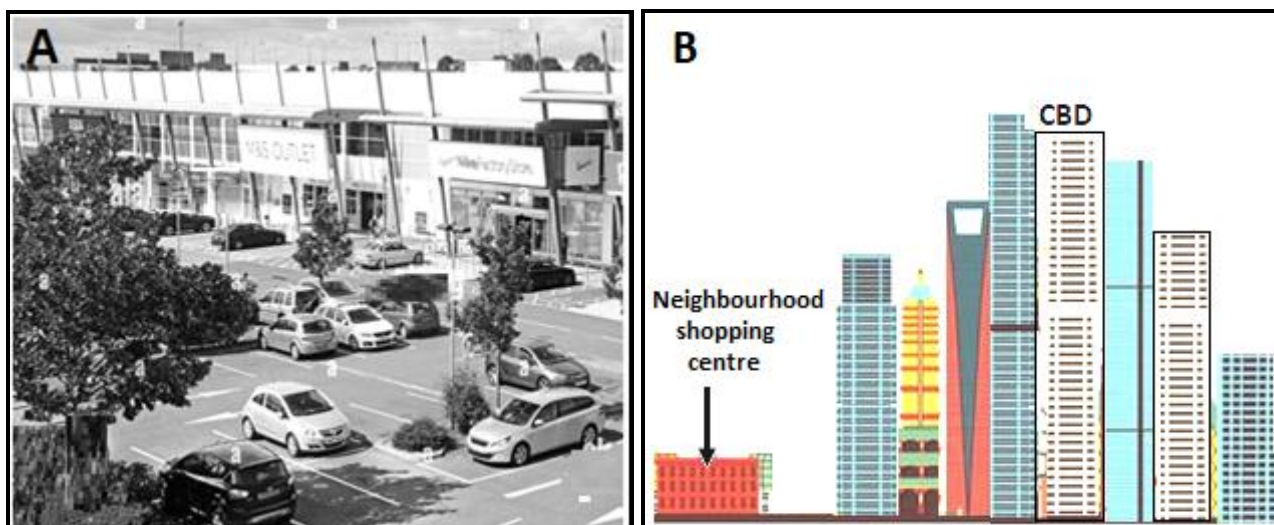 A
M&S OUTLET
B
CBD
Neighbourhood
shopping
centre